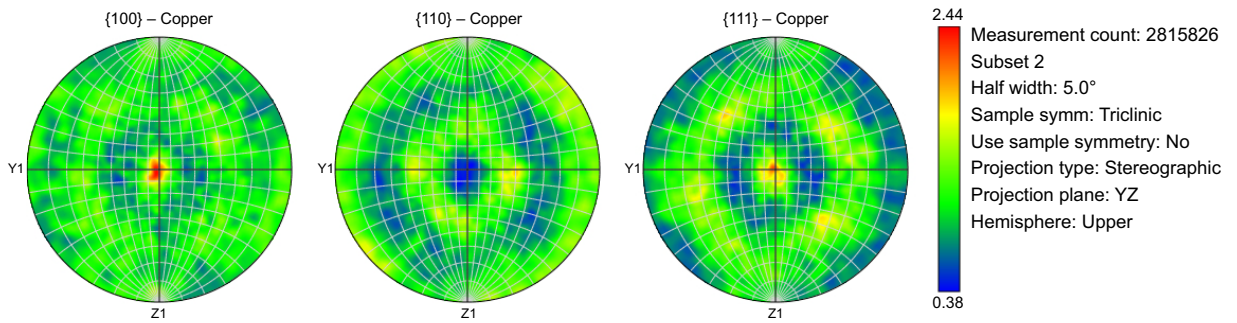 {100} – Copper
{110} – Copper
{111} – Copper
Y1
Z1
Y1
Z1
Y1
Z1
2.44
0.38
Measurement count: 2815826
Subset 2
Half width: 5.0°
Sample symm: Triclinic
Use sample symmetry: No
Projection type: Stereographic
Projection plane: YZ
Hemisphere: Upper